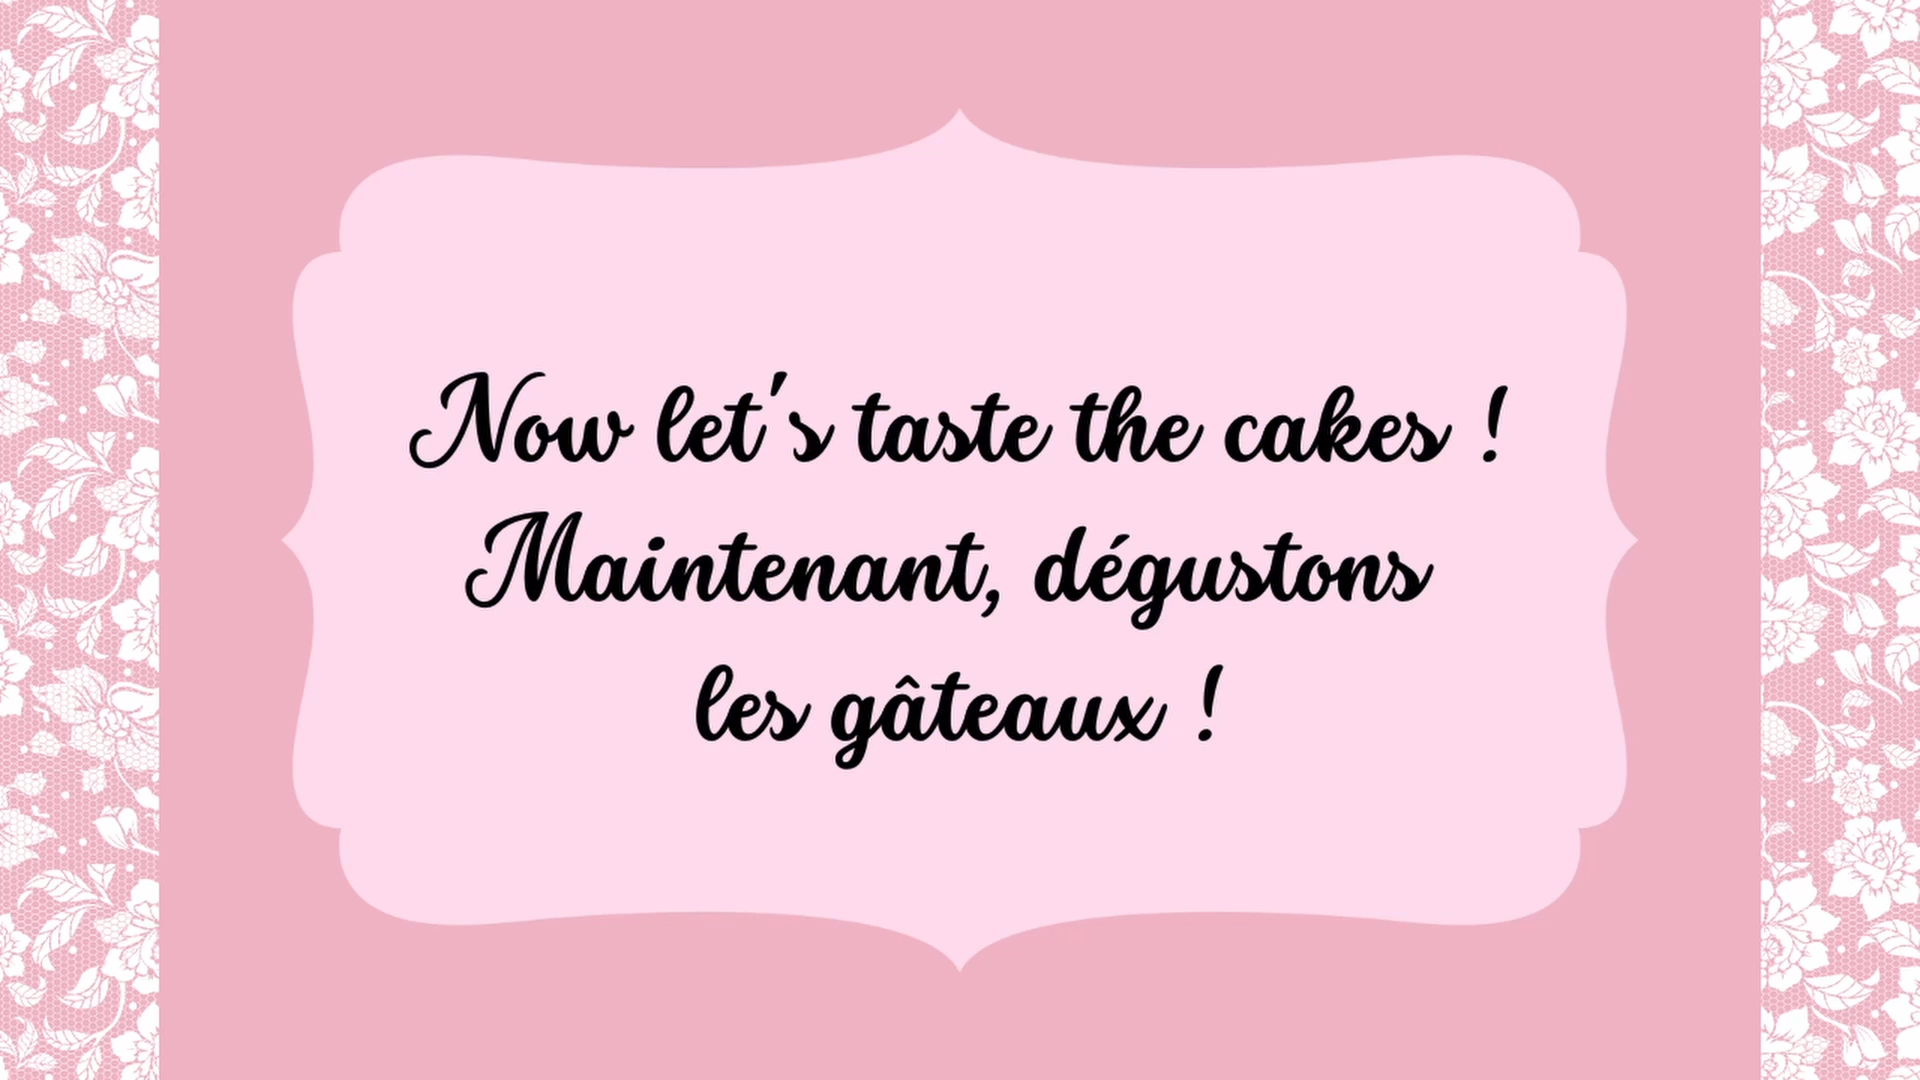 Now let's taste the cakes !
Maintenant, dégustons
les gâteaux !